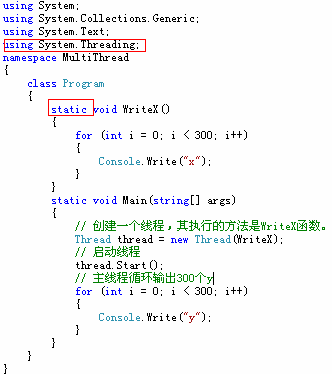 using System;
using System.Collections.Generic;
using System.Text;
using System.Threading;
namespace MultiThread
{
class Program
{
static void WriteX()
{
for (int i = 0; i < 300; i++)
{
Console.Write("x");
}
}
static void Main(string[] args)
{
// 创建一个线程，其执行的方法是WriteX函数。
Thread thread = new Thread(WriteX);
// 启动线程
thread.Start();
// 主线程循环输出300个y
for (int i = 0; i < 300; i++)
{
Console.Write("y");
}
}
}
}